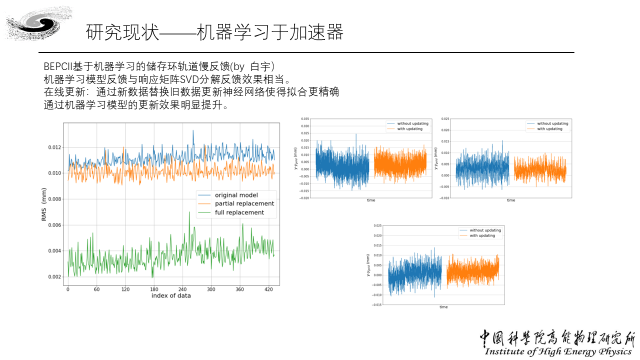 研究现状——机器学习于加速器
BEPCII基于机器学习的储存环轨道慢反馈(by 白宇)
机器学习模型反馈与响应矩阵SVD分解反馈效果相当。
在线更新：通过新数据替换旧数据更新神经网络使得拟合更精确
通过机器学习模型的更新效果明显提升。
RMS (mm)
0.012
0.010
0.008
0.006
0.004
0.002
original model
partial replacement
full replacement
0 60 120 180 240 300 360 420
index of data
without updating
with updating
time
without updating
with updating
time
without updating
with updating
time
中国科学院高能物理研究所
Institute of High Energy Physics